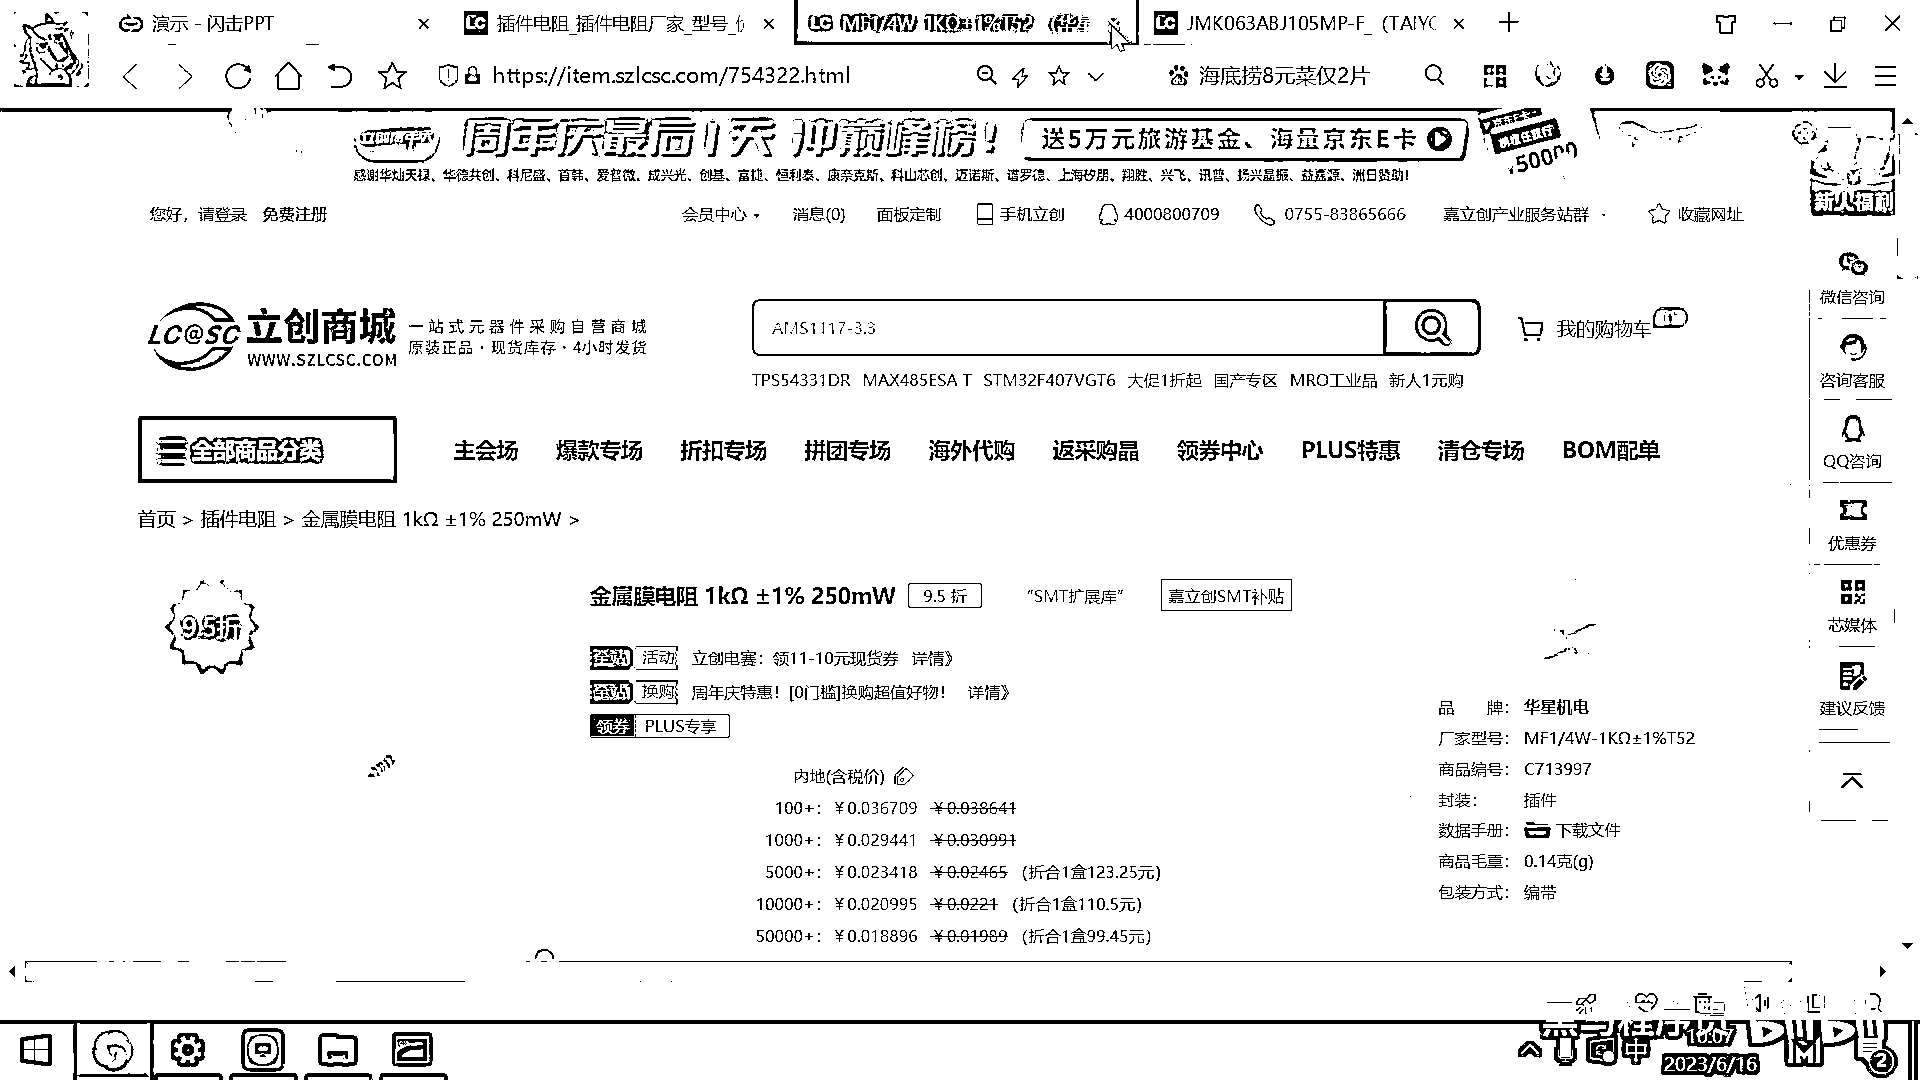 演示 - 闪击PPT
插件电阻_插件电阻厂家_型号_
MF1/4W-1KΩ±1%T52_(华星
JMK063ABJ105MP-F_ (TAIYO
https://item.szlcsc.com/754322.html
海底捞8元菜仅2片
周年庆最后1天 冲巅峰榜!
送5万元旅游基金、海量京东E卡
50000
感谢华灿天禄、华德共创、科尼盛、首韩、爱晢微、成兴光、创基、富捷、恒利泰、康奈克斯、科山芯创、迈诺斯、谱罗德、上海矽朋、翔胜、兴飞、讯普、扬兴晶振、益嘉源、洲日赞助!
新人福利
您好，请登录 免费注册
会员中心
消息(0)
面板定制
手机立创
4000800709
0755-83865666
嘉立创产业服务站群
收藏网址
LC@SC 立创商城
WWW.SZLCSC.COM
一站式元器件采购自营商城
原装正品·现货库存·4小时发货
AMS1117-3.3
我的购物车
TPS54331DR MAX485ESA T STM32F407VGT6 大促1折起 国产专区 MRO工业品 新人1元购
全部商品分类
主会场 爆款专场 折扣专场 拼团专场 海外代购 返采购晶 领券中心 PLUS特惠 清仓专场 BOM配单
首页 > 插件电阻 > 金属膜电阻 1kΩ ±1% 250mW >
9.5折
金属膜电阻 1kΩ ±1% 250mW
9.5 折
“SMT扩展库”
嘉立创SMT补贴
全站 活动 立创电赛：领11-10元现货券 详情》
全站 换购 周年庆特惠！[0门槛]换购超值好物！ 详情》
领券 PLUS专享
内地(含税价)
100+: ￥0.036709 ￥0.038641
1000+: ￥0.029441 ￥0.030991
5000+: ￥0.023418 ￥0.02465 (折合1盒123.25元)
10000+: ￥0.020995 ￥0.0221 (折合1盒110.5元)
50000+: ￥0.018896 ￥0.01989 (折合1盒99.45元)
品 牌: 华星机电
厂家型号: MF1/4W-1KΩ±1%T52
商品编号: C713997
封装: 插件
数据手册: 下载文件
商品毛重: 0.14克(g)
包装方式: 编带
微信咨询
咨询客服
QQ咨询
优惠券
芯媒体
建议反馈
中
10:07
2023/6/16
2